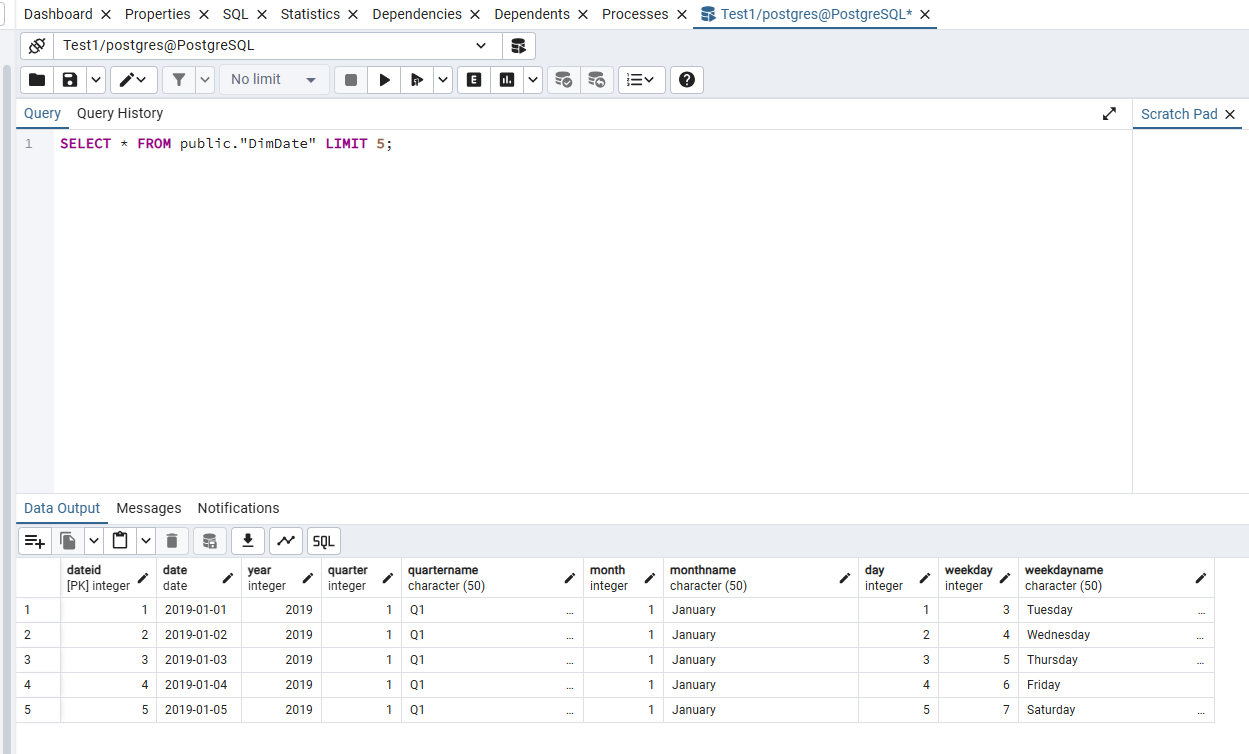 Dashboard Properties SQL Statistics Dependencies Dependents Processes Test1/postgres@PostgreSQL*
Test1/postgres@PostgreSQL
No limit
Query Query History Scratch Pad
1 SELECT * FROM public."DimDate" LIMIT 5;
Data Output Messages Notifications
SQL
dateid date year quarter quartername month monthname day weekday weekdayname
[PK] integer date integer integer character (50) integer character (50) integer integer character (50)
1 1 2019-01-01 2019 1 Q1 ... 1 January 1 3 Tuesday ...
2 2 2019-01-02 2019 1 Q1 ... 1 January 2 4 Wednesday ...
3 3 2019-01-03 2019 1 Q1 ... 1 January 3 5 Thursday ...
4 4 2019-01-04 2019 1 Q1 ... 1 January 4 6 Friday
5 5 2019-01-05 2019 1 Q1 ... 1 January 5 7 Saturday ...